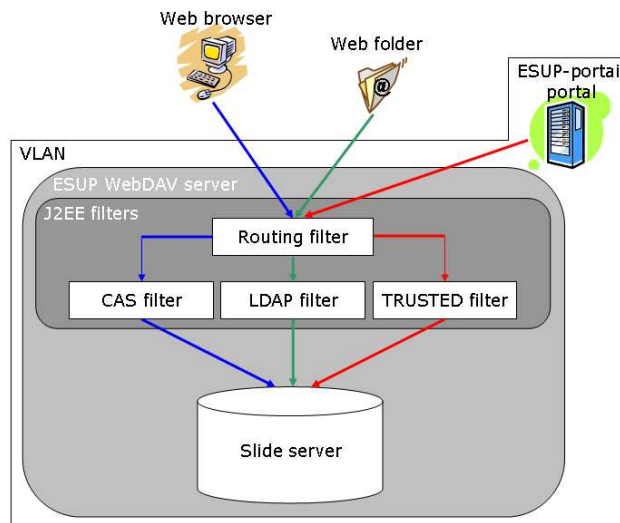 Web browser
Web folder
ESUP-portai
portal
@
VLAN
ESUP WebDAV server
J2EE filters
Routing filter
CAS filter
LDAP filter
TRUSTED filter
Slide server